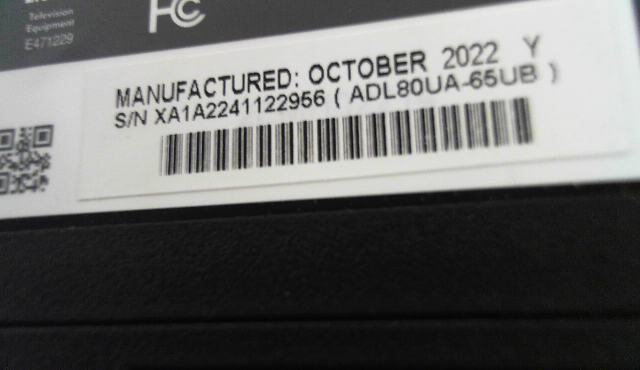 Television
Equipment
E471229
FC
MANUFACTURED: OCTOBER 2022 Y
S/N XA1A2241122956 ( ADL80UA-65UB )